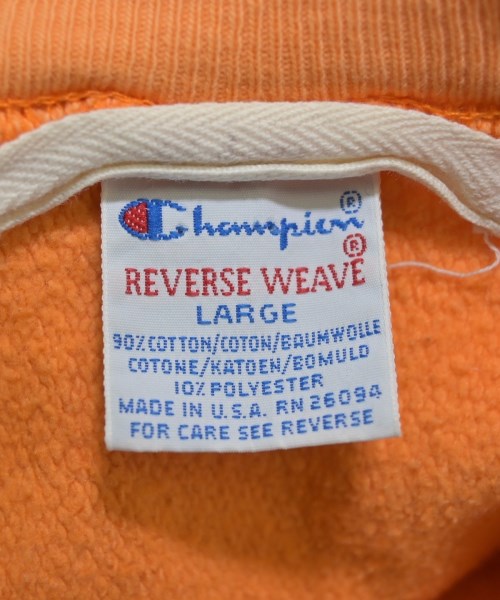 Champion®
REVERSE WEAVE®
LARGE
90% COTTON/COTON/BAUMWOLLE
COTONE/KATOEN/BOMULD
10% POLYESTER
MADE IN U.S.A. RN 26094
FOR CARE SEE REVERSE